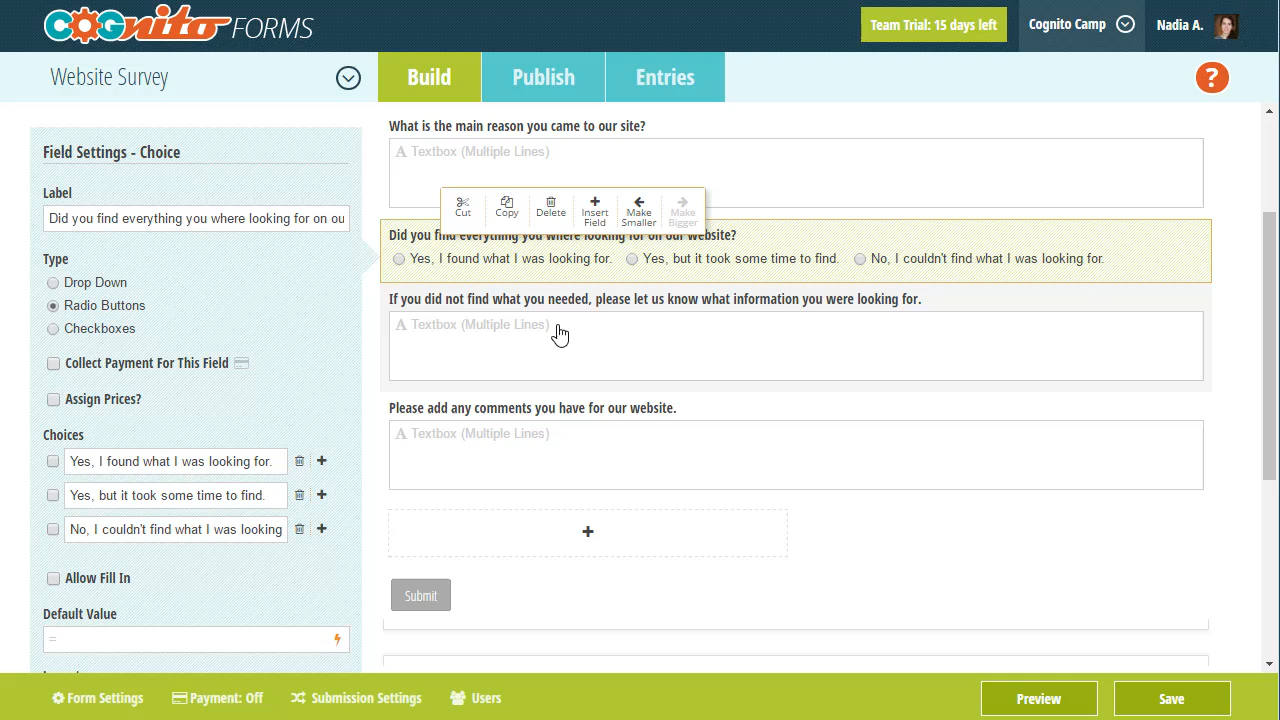 COGNITO FORMS
Team Trial: 15 days left
Cognito Camp
Nadia A.
Website Survey
Build
Publish
Entries
?
Field Settings - Choice
Label
Did you find everything you where looking for on ou
Type
Drop Down
Radio Buttons
Checkboxes
Collect Payment For This Field
Assign Prices?
Choices
Yes, I found what I was looking for.
Yes, but it took some time to find.
No, I couldn't find what I was looking
Allow Fill In
Default Value
=
What is the main reason you came to our site?
A Textbox (Multiple Lines)
Cut
Copy
Delete
Insert Field
Make Smaller
Make Bigger
Did you find everything you where looking for on our website?
Yes, I found what I was looking for.
Yes, but it took some time to find.
No, I couldn't find what I was looking for.
If you did not find what you needed, please let us know what information you were looking for.
A Textbox (Multiple Lines)
Please add any comments you have for our website.
A Textbox (Multiple Lines)
Submit
Form Settings
Payment: Off
Submission Settings
Users
Preview
Save